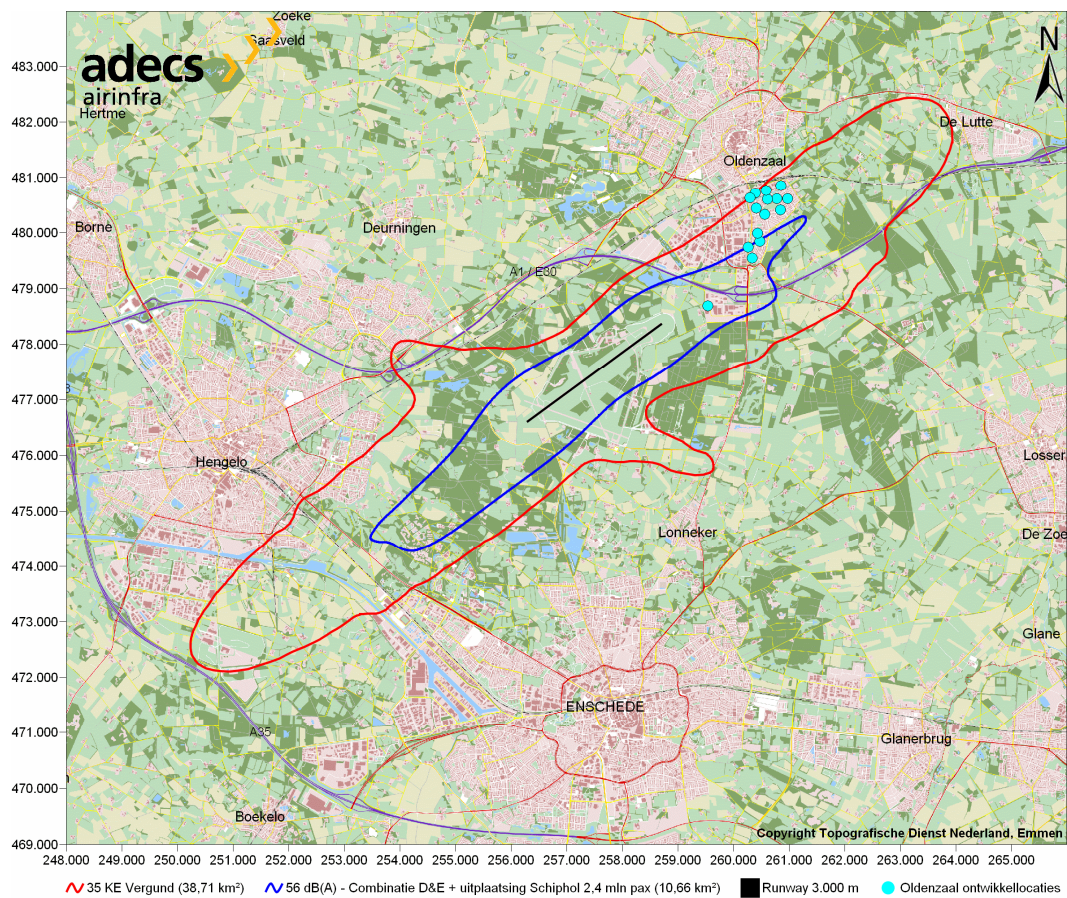 Zoeke
Saasveld
adecs
airinfra
Hertme
N
De Lutte
Oldenzaal
Borne
Deurningen
A1 / E30
Hengelo
Losser
Lonneker
De Zoe
Glane
ENSCHEDE
A35
Glanerbrug
Boekelo
483.000
482.000
481.000
480.000
479.000
478.000
477.000
476.000
475.000
474.000
473.000
472.000
471.000
470.000
469.000
Copyright Topografische Dienst Nederland, Emmen
248.000 249.000 250.000 251.000 252.000 253.000 254.000 255.000 256.000 257.000 258.000 259.000 260.000 261.000 262.000 263.000 264.000 265.000
35 KE Vergund (38,71 km²) 56 dB(A) - Combinatie D&E + uitplaatsing Schiphol 2,4 mln pax (10,66 km²) Runway 3.000 m Oldenzaal ontwikkellocaties